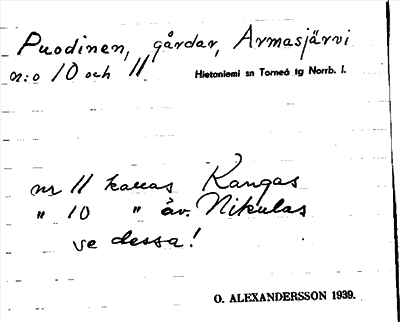 Puodinen, gårdar, Armasjärvi
n:o 10 och 11 Hietaniemi sn Torneå tg Norrb. l.
nr 11 kallas Kangas
" 10 " äv. Nikulas
se dessa!
O. ALEXANDERSSON 1939.